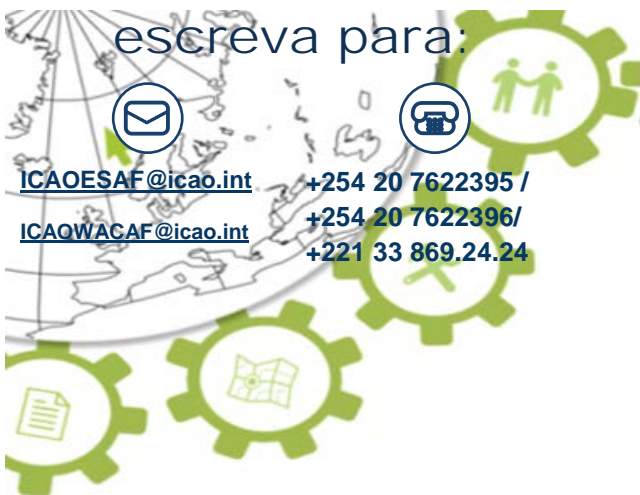 escreva para:
ICAOESAF@icao.int
ICAOWACAF@icao.int
+254 20 7622395 /
+254 20 7622396/
+221 33 869.24.24